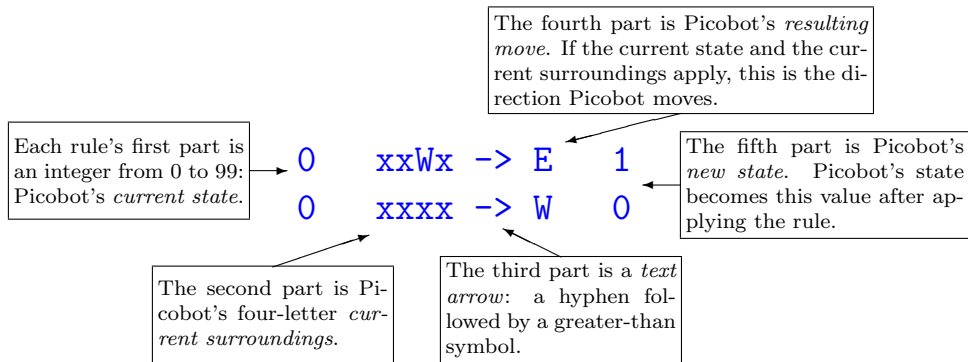 The fourth part is Picobot's resulting
move. If the current state and the cur-
rent surroundings apply, this is the di-
rection Picobot moves.
Each rule's first part is
an integer from 0 to 99:
Picobot's current state.
0 xxWx -> E 1
0 xxxx -> W 0
The fifth part is Picobot's
new state. Picobot's state
becomes this value after ap-
plying the rule.
The second part is Pi-
cobot's four-letter cur-
rent surroundings.
The third part is a text
arrow: a hyphen fol-
lowed by a greater-than
symbol.